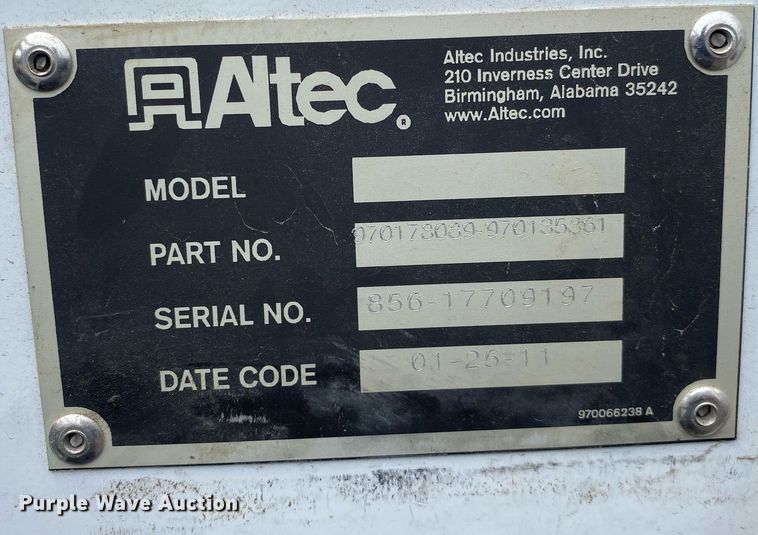 Altec®
Altec Industries, Inc.
210 Inverness Center Drive
Birmingham, Alabama 35242
www.Altec.com
MODEL
PART NO. 970173039-970135361
SERIAL NO. 856-17709197
DATE CODE 01-25-11
970066238 A
Purple Wave Auction